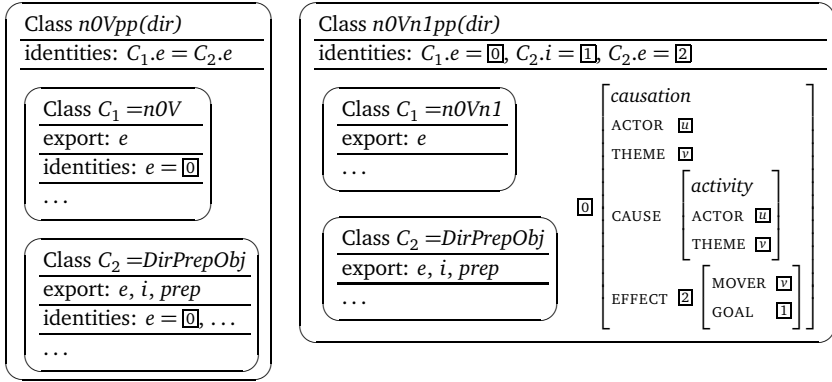 Class n0Vpp(dir)
identities: C₁.e = C₂.e
Class C₁ =n0V
export: e
identities: e = 0
...
Class C₂ =DirPrepObj
export: e, i, prep
identities: e = 0, ...
...
Class n0Vn1pp(dir)
identities: C₁.e = 0, C₂.i = 1, C₂.e = 2
Class C₁ =n0Vn1
export: e
...
Class C₂ =DirPrepObj
export: e, i, prep
...
0
causation
ACTOR u
THEME v
CAUSE
activity
ACTOR u
THEME v
EFFECT 2
MOVER v
GOAL 1